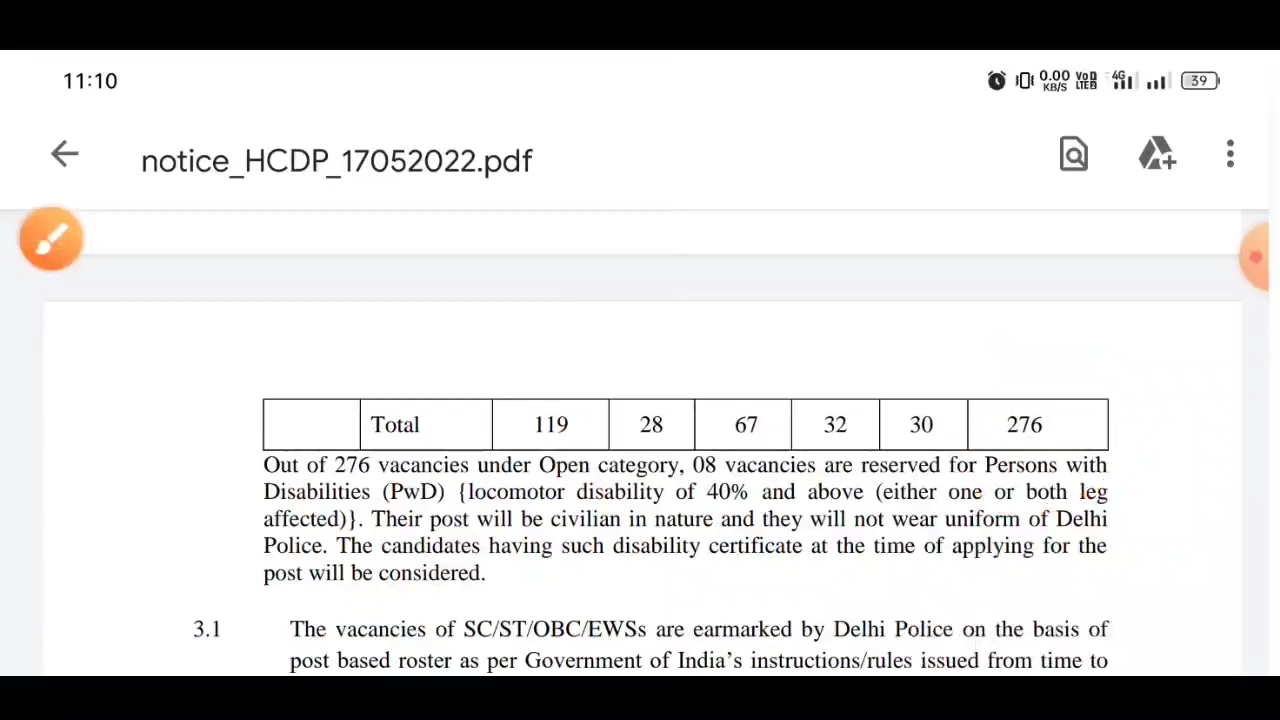 11:10
0.00 KB/S VoD LTE2 4G 39
notice_HCDP_17052022.pdf
Total 119 28 67 32 30 276
Out of 276 vacancies under Open category, 08 vacancies are reserved for Persons with
Disabilities (PwD) {locomotor disability of 40% and above (either one or both leg
affected)}. Their post will be civilian in nature and they will not wear uniform of Delhi
Police. The candidates having such disability certificate at the time of applying for the
post will be considered.
3.1 The vacancies of SC/ST/OBC/EWSs are earmarked by Delhi Police on the basis of
post based roster as per Government of India's instructions/rules issued from time to